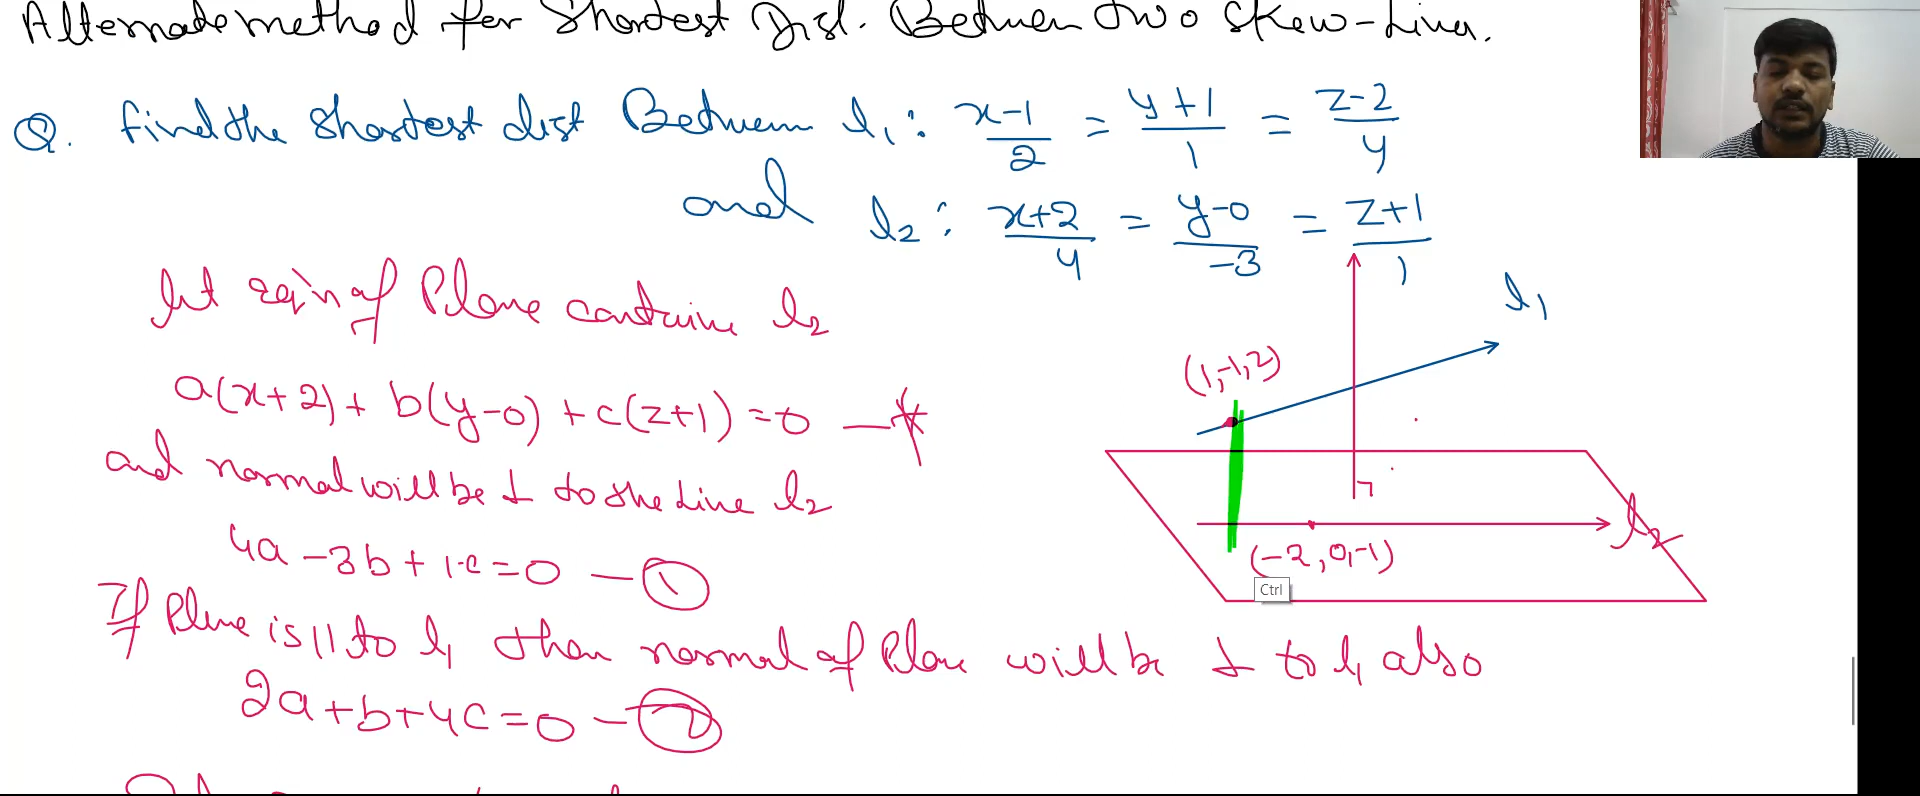 Alternate method for Shortest Dist. Between two Skew-Lines.
Q. find the shortest dist Between l₁: (x-1)/2 = (y+1)/1 = (z-2)/4
and l₂: (x+2)/4 = (y-0)/-3 = (z+1)/1
let eqn of Plane containing l₂
l₁
(1,-1,2)
a(x+2) + b(y-0) + c(z+1) = 0 — *
and normal will be ⊥ to the Line l₂
l₂
4a - 3b + 1·c = 0 — ①
(-2, 0, -1)
Ctrl
If Plane is || to l₁ then normal of Plane will be ⊥ to l₁ also
2a + b + 4c = 0 — ②